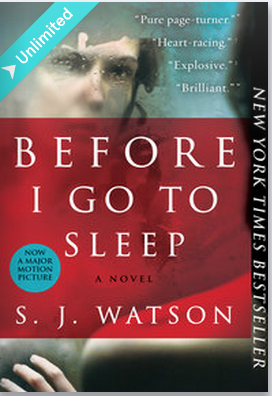 Unlimited
“Pure page-turner.”*
“Heart-racing.”*
“Explosive.”*
“Brilliant.”*
BEFORE
I GO TO
SLEEP
NOW
A MAJOR
MOTION
PICTURE
A NOVEL
S. J. WATSON
NEW YORK TIMES BESTSELLER